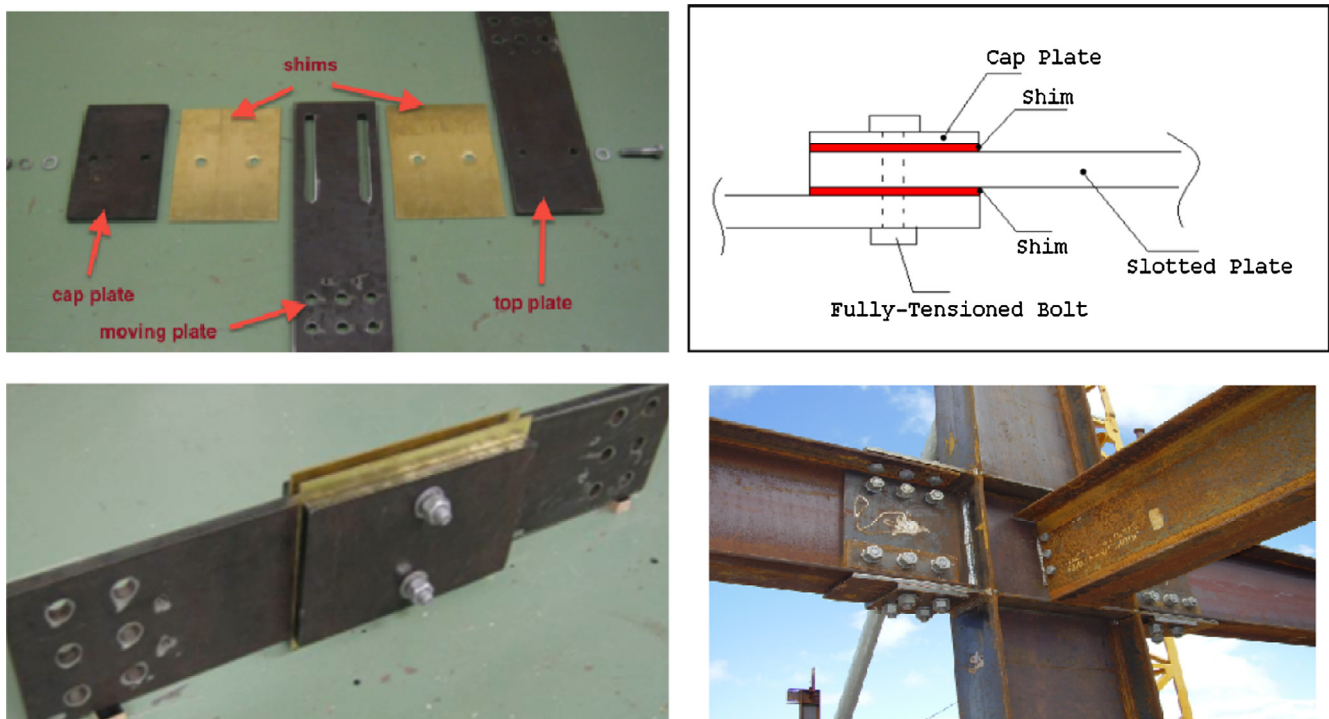 shims
cap plate
moving plate
top plate
Cap Plate
Shim
Shim
Slotted Plate
Fully-Tensioned Bolt